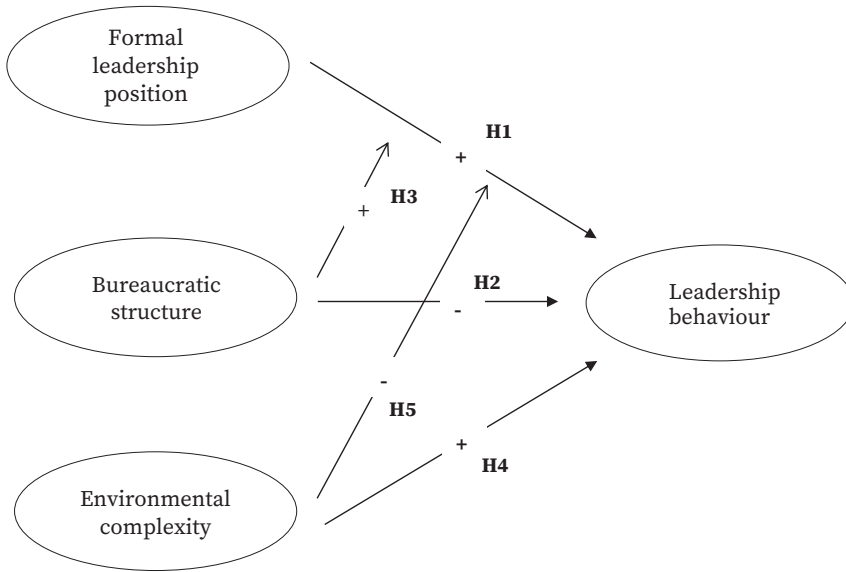 Formal
leadership
position
H1
+
+ H3
Bureaucratic
structure
H2
-
Leadership
behaviour
-
H5
+
H4
Environmental
complexity